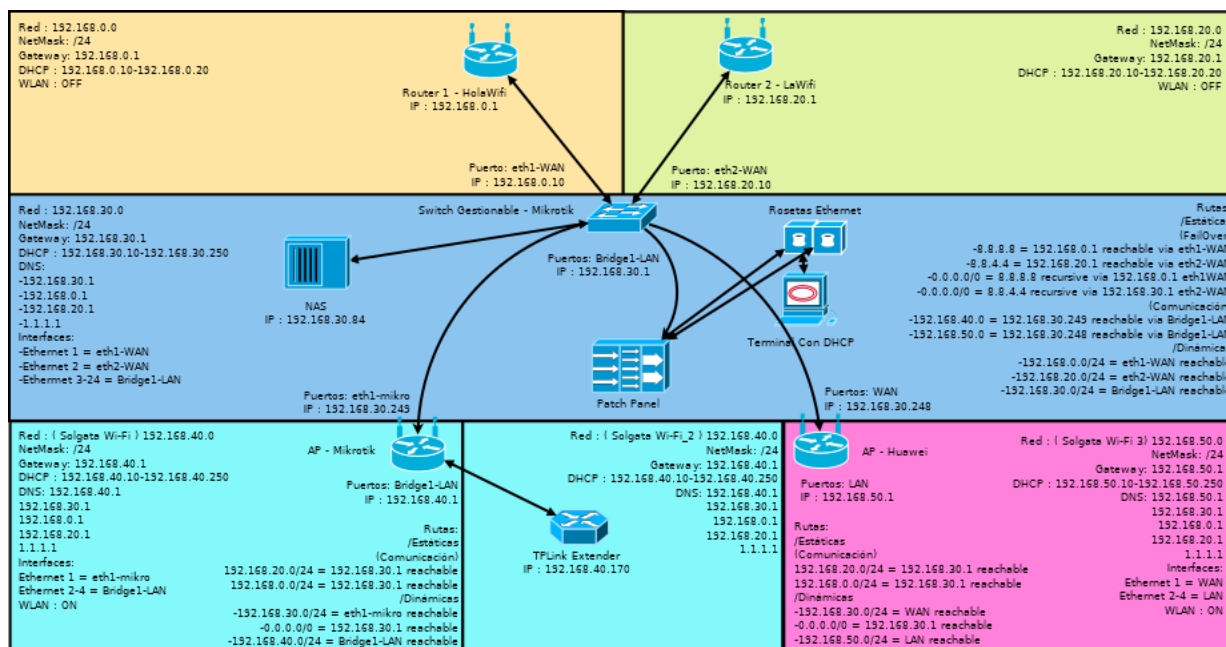 Red : 192.168.0.0
NetMask: /24
Gateway: 192.168.0.1
DHCP : 192.168.0.10-192.168.0.20
WLAN : OFF
Router 1 - HolaWifi
IP : 192.168.0.1
Puerto: eth1-WAN
IP : 192.168.0.10
Router 2 - LaWifi
IP : 192.168.20.1
Puerto: eth2-WAN
IP : 192.168.20.10
Red : 192.168.20.0
NetMask: /24
Gateway: 192.168.20.1
DHCP : 192.168.20.10-192.168.20.20
WLAN : OFF
Red : 192.168.30.0
NetMask: /24
Gateway: 192.168.30.1
DHCP : 192.168.30.10-192.168.30.250
DNS:
-192.168.30.1
-192.168.0.1
-192.168.20.1
-1.1.1.1
Interfaces:
-Ethernet 1 = eth1-WAN
-Ethernet 2 = eth2-WAN
-Ethermet 3-24 = Bridge1-LAN
Switch Gestionable - Mikrotik
Puertos: Bridge1-LAN
IP : 192.168.30.1
NAS
IP : 192.168.30.84
Rosetas Ethernet
Terminal Con DHCP
Patch Panel
Puertos: eth1-mikro
IP : 192.168.30.249
Puertos: WAN
IP : 192.168.30.248
Rutas
/Estática
(FailOver
-8.8.8.8 = 192.168.0.1 reachable via eth1-WAN
-8.8.4.4 = 192.168.20.1 reachable via eth2-WAN
-0.0.0.0/0 = 8.8.8.8 recursive via 192.168.0.1 eth1WAN
-0.0.0.0/0 = 8.8.4.4 recursive via 192.168.30.1 eth2-WAN
(Comunicación
-192.168.40.0 = 192.168.30.249 reachable via Bridge1-LAN
-192.168.50.0 = 192.168.30.248 reachable via Bridge1-LAN
/Dinámica
-192.168.0.0/24 = eth1-WAN reachable
-192.168.20.0/24 = eth2-WAN reachable
-192.168.30.0/24 = Bridge1-LAN reachable
Red : ( Solgata Wi-Fi ) 192.168.40.0
NetMask: /24
Gateway: 192.168.40.1
DHCP : 192.168.40.10-192.168.40.250
DNS: 192.168.40.1
192.168.30.1
192.168.0.1
192.168.20.1
1.1.1.1
Interfaces:
Ethernet 1 = eth1-mikro
Ethernet 2-4 = Bridge1-LAN
WLAN : ON
AP - Mikrotik
Puertos: Bridge1-LAN
IP : 192.168.40.1
Rutas:
/Estáticas
(Comunicación)
192.168.20.0/24 = 192.168.30.1 reachable
192.168.0.0/24 = 192.168.30.1 reachable
/Dinámicas
-192.168.30.0/24 = eth1-mikro reachable
-0.0.0.0/0 = 192.168.30.1 reachable
-192.168.40.0/24 = Bridge1-LAN reachable
Red : ( Solgata Wi-Fi_2 ) 192.168.40.0
NetMask: /24
Gateway: 192.168.40.1
DHCP : 192.168.40.10-192.168.40.250
DNS: 192.168.40.1
192.168.30.1
192.168.0.1
192.168.20.1
1.1.1.1
TPLink Extender
IP : 192.168.40.170
AP - Huawei
Puertos: LAN
IP : 192.168.50.1
Rutas:
/Estáticas
(Comunicación)
192.168.20.0/24 = 192.168.30.1 reachable
192.168.0.0/24 = 192.168.30.1 reachable
/Dinámicas
-192.168.30.0/24 = WAN reachable
-0.0.0.0/0 = 192.168.30.1 reachable
-192.168.50.0/24 = LAN reachable
Red : ( Solgata Wi-Fi 3) 192.168.50.0
NetMask: /24
Gateway: 192.168.50.1
DHCP : 192.168.50.10-192.168.50.250
DNS: 192.168.50.1
192.168.30.1
192.168.0.1
192.168.20.1
1.1.1.1
Interfaces:
Ethernet 1 = WAN
Ethernet 2-4 = LAN
WLAN : ON